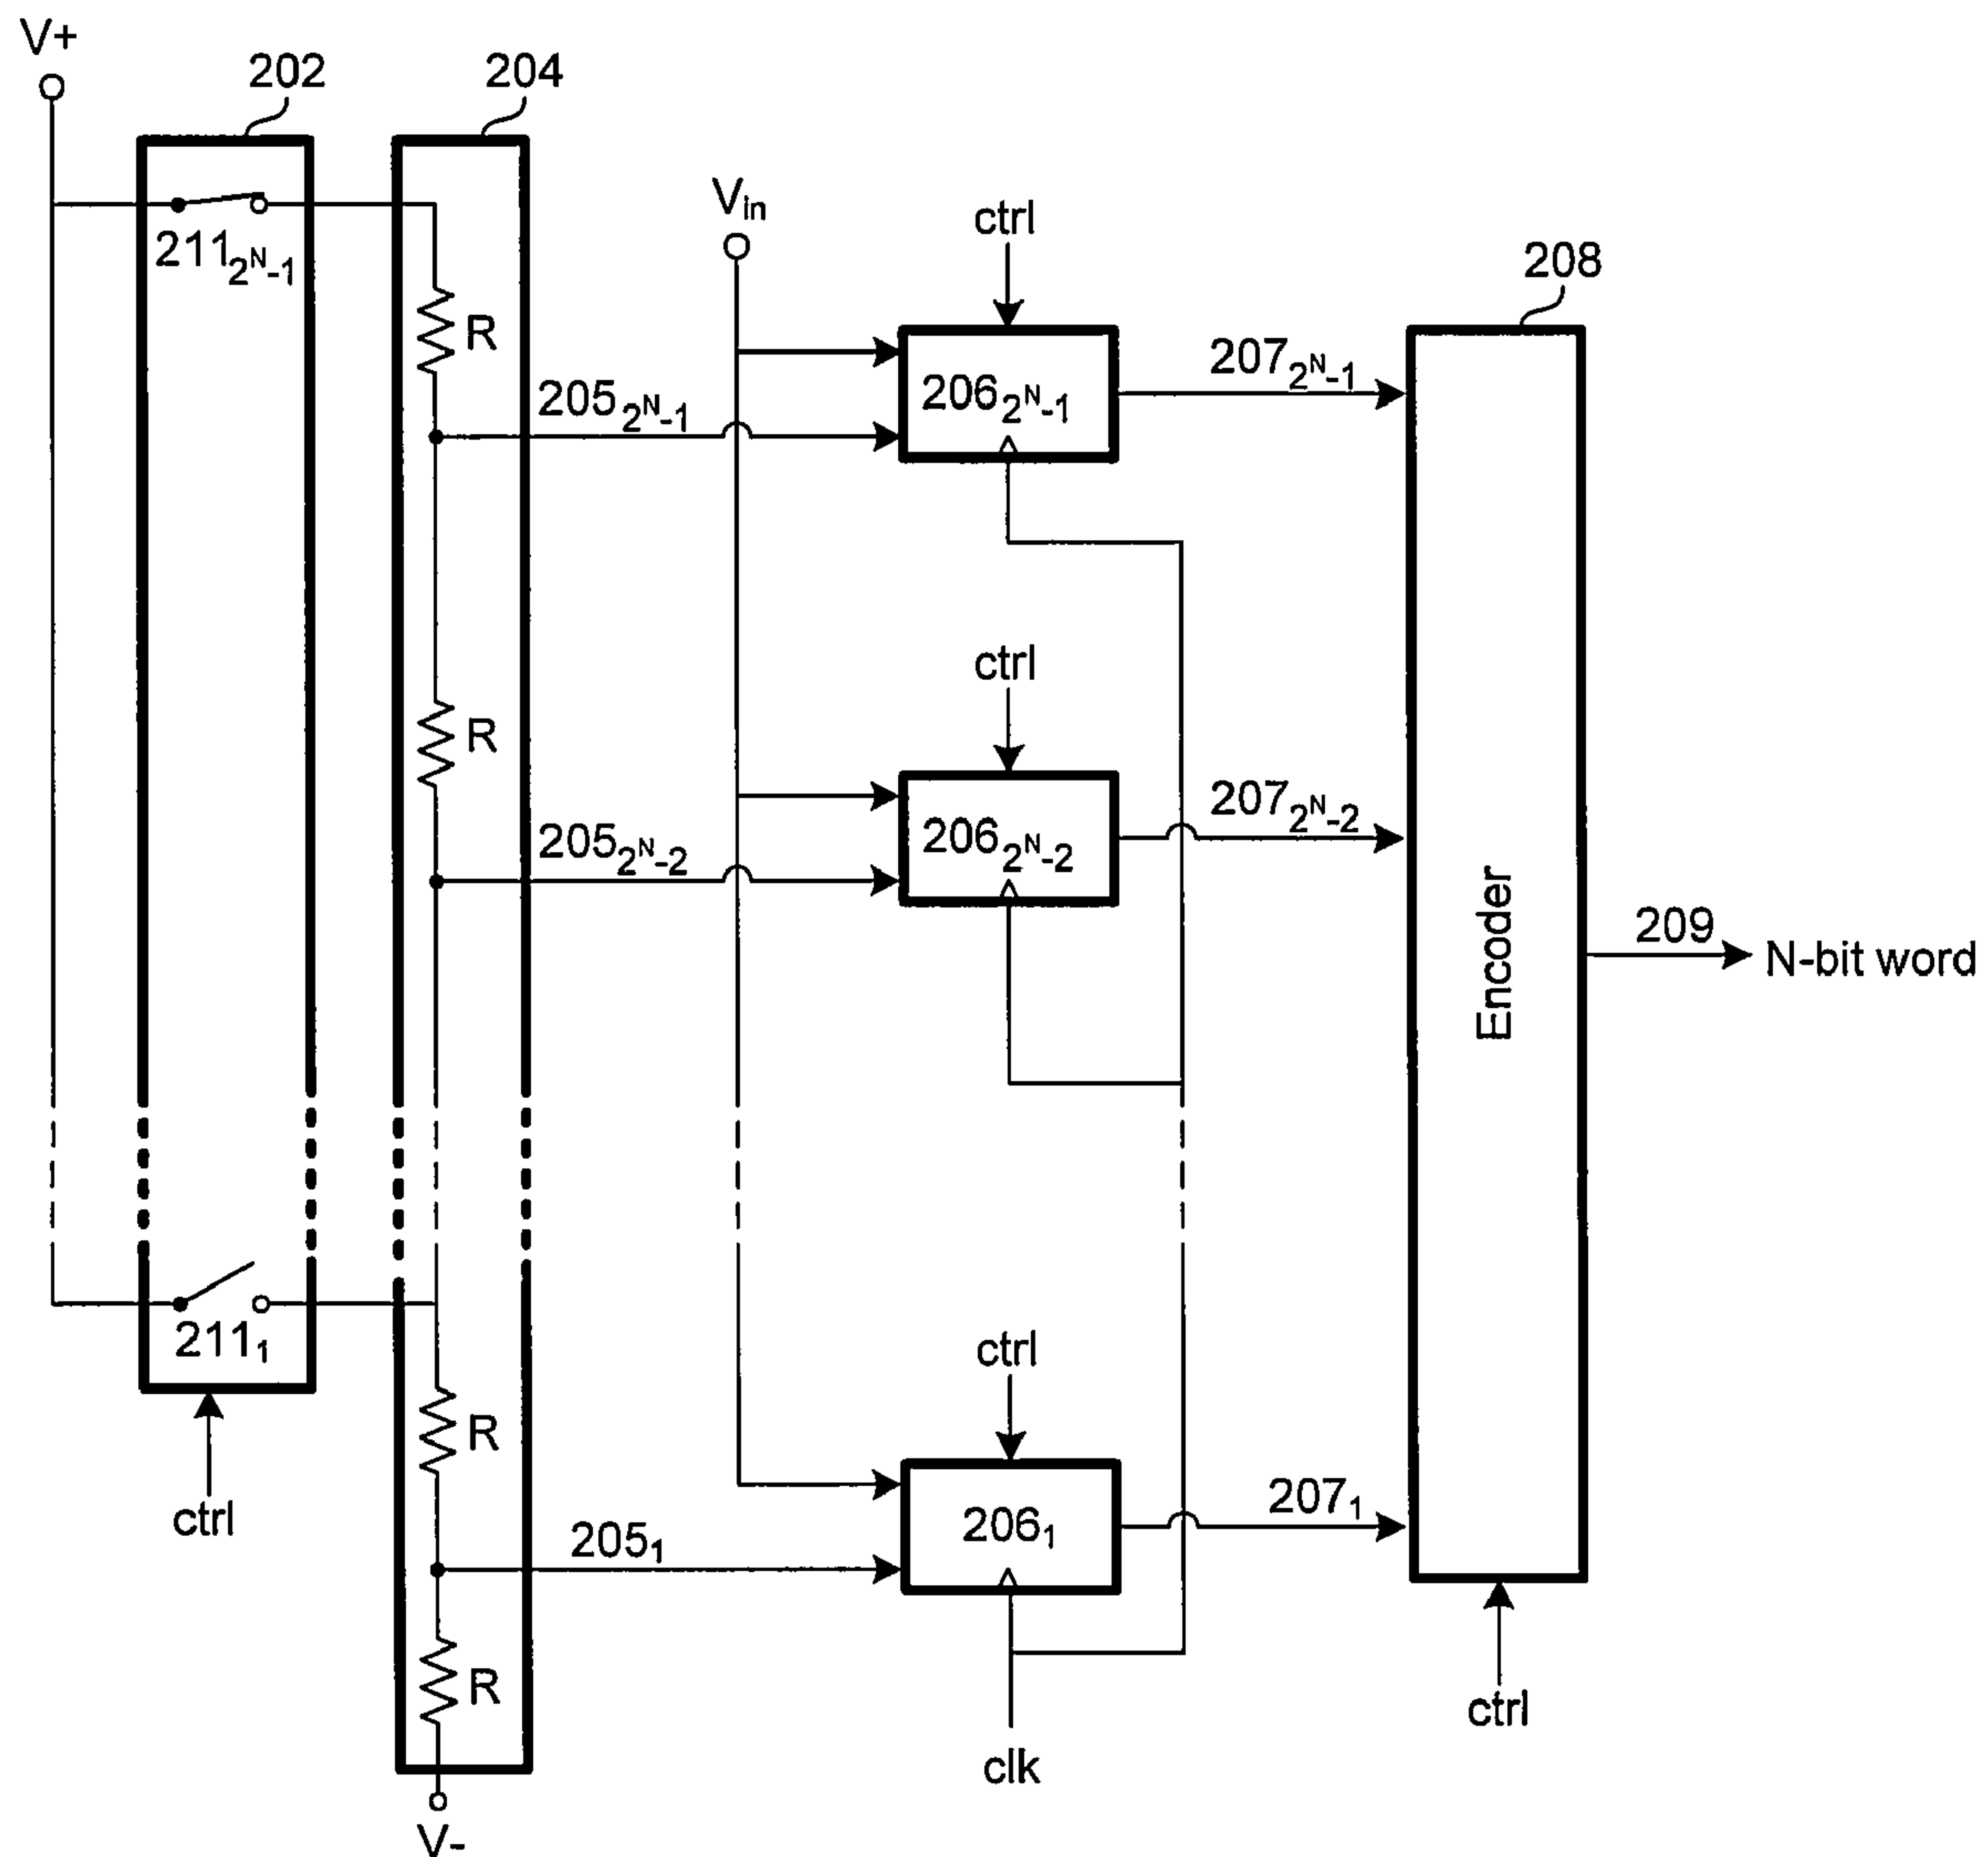 V+
202
204
V_in
ctrl
211_{2^N-1}
208
R
205_{2^N-1}
206_{2^N-1}
207_{2^N-1}
ctrl
R
205_{2^N-2}
206_{2^N-2}
207_{2^N-2}
Encoder
209
N-bit word
211_1
ctrl
R
ctrl
205_1
206_1
207_1
R
ctrl
clk
V-